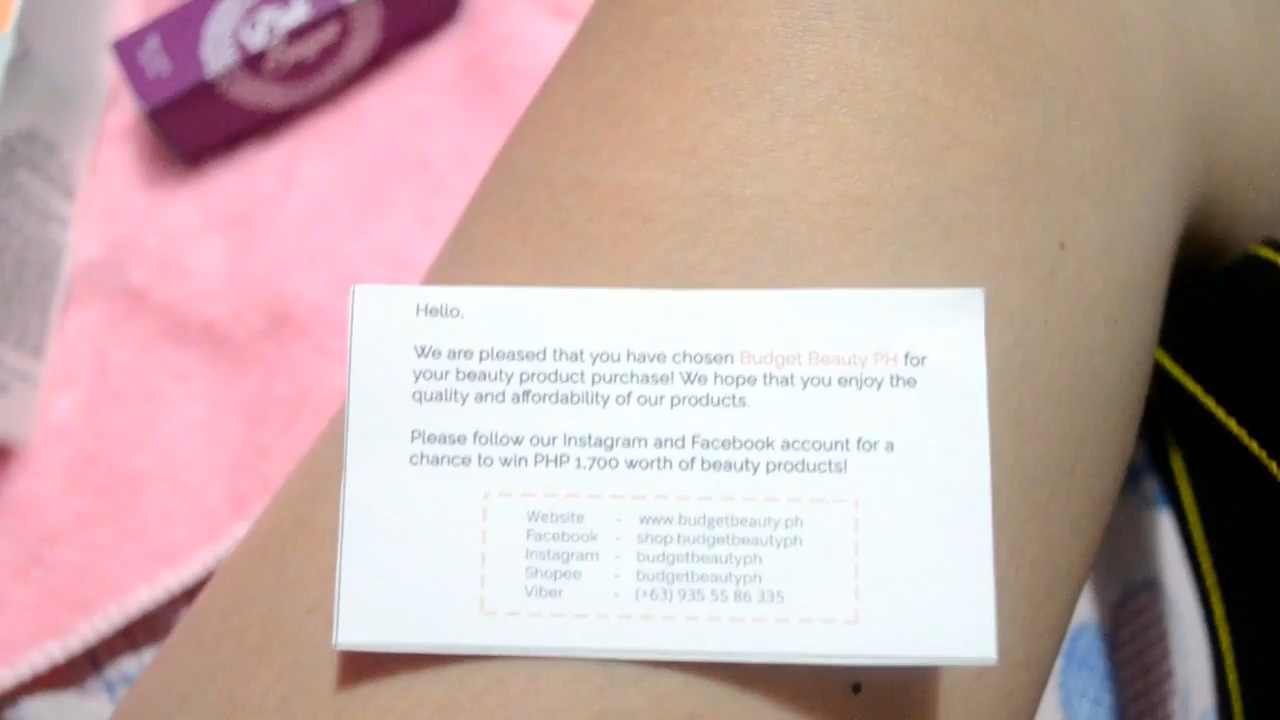 Hello,
We are pleased that you have chosen Budget Beauty PH for
your beauty product purchase! We hope that you enjoy the
quality and affordability of our products.
Please follow our Instagram and Facebook account for a
chance to win PHP 1,700 worth of beauty products!
Website - www.budgetbeauty.ph
Facebook - shop.budgetbeautyph
Instagram - budgetbeautyph
Shopee - budgetbeautyph
Viber - (+63) 935 55 86 335